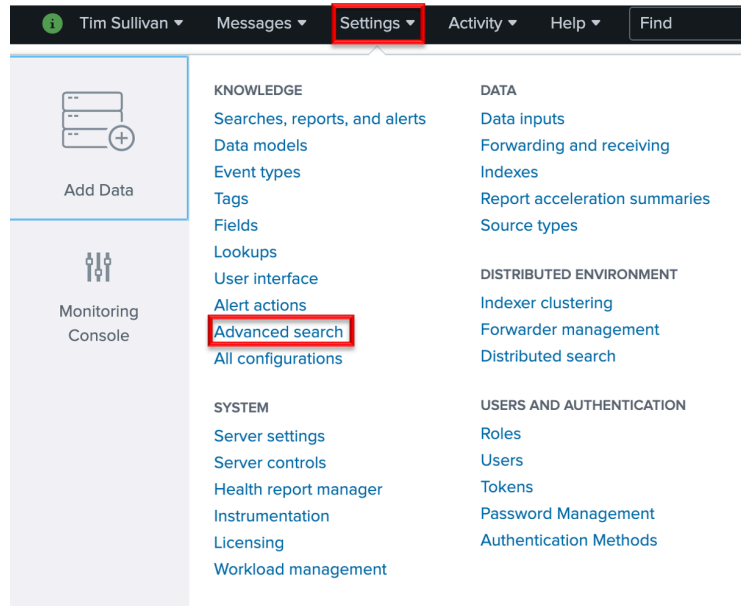 i Tim Sullivan Messages Settings Activity Help Find
Add Data
Monitoring
Console
KNOWLEDGE
Searches, reports, and alerts
Data models
Event types
Tags
Fields
Lookups
User interface
Alert actions
Advanced search
All configurations
SYSTEM
Server settings
Server controls
Health report manager
Instrumentation
Licensing
Workload management
DATA
Data inputs
Forwarding and receiving
Indexes
Report acceleration summaries
Source types
DISTRIBUTED ENVIRONMENT
Indexer clustering
Forwarder management
Distributed search
USERS AND AUTHENTICATION
Roles
Users
Tokens
Password Management
Authentication Methods